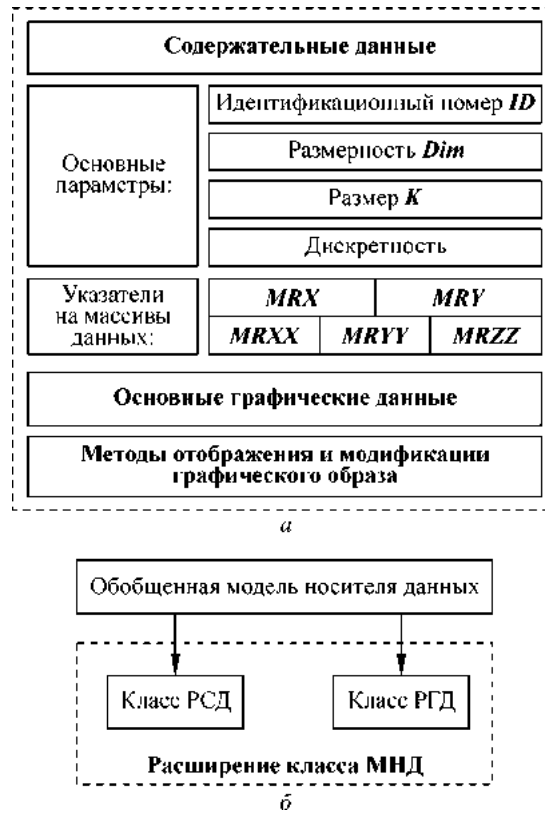 Содержательные данные
Основные
параметры:
Идентификационный номер ID
Размерность Dim
Размер K
Дискретность
Указатели
на массивы
данных:
MRX MRY
MRXX MRYY MRZZ
Основные графические данные
Методы отображения и модификации
графического образа
а
Обобщенная модель носителя данных
Класс РСД Класс РГД
Расширение класса МНД
б